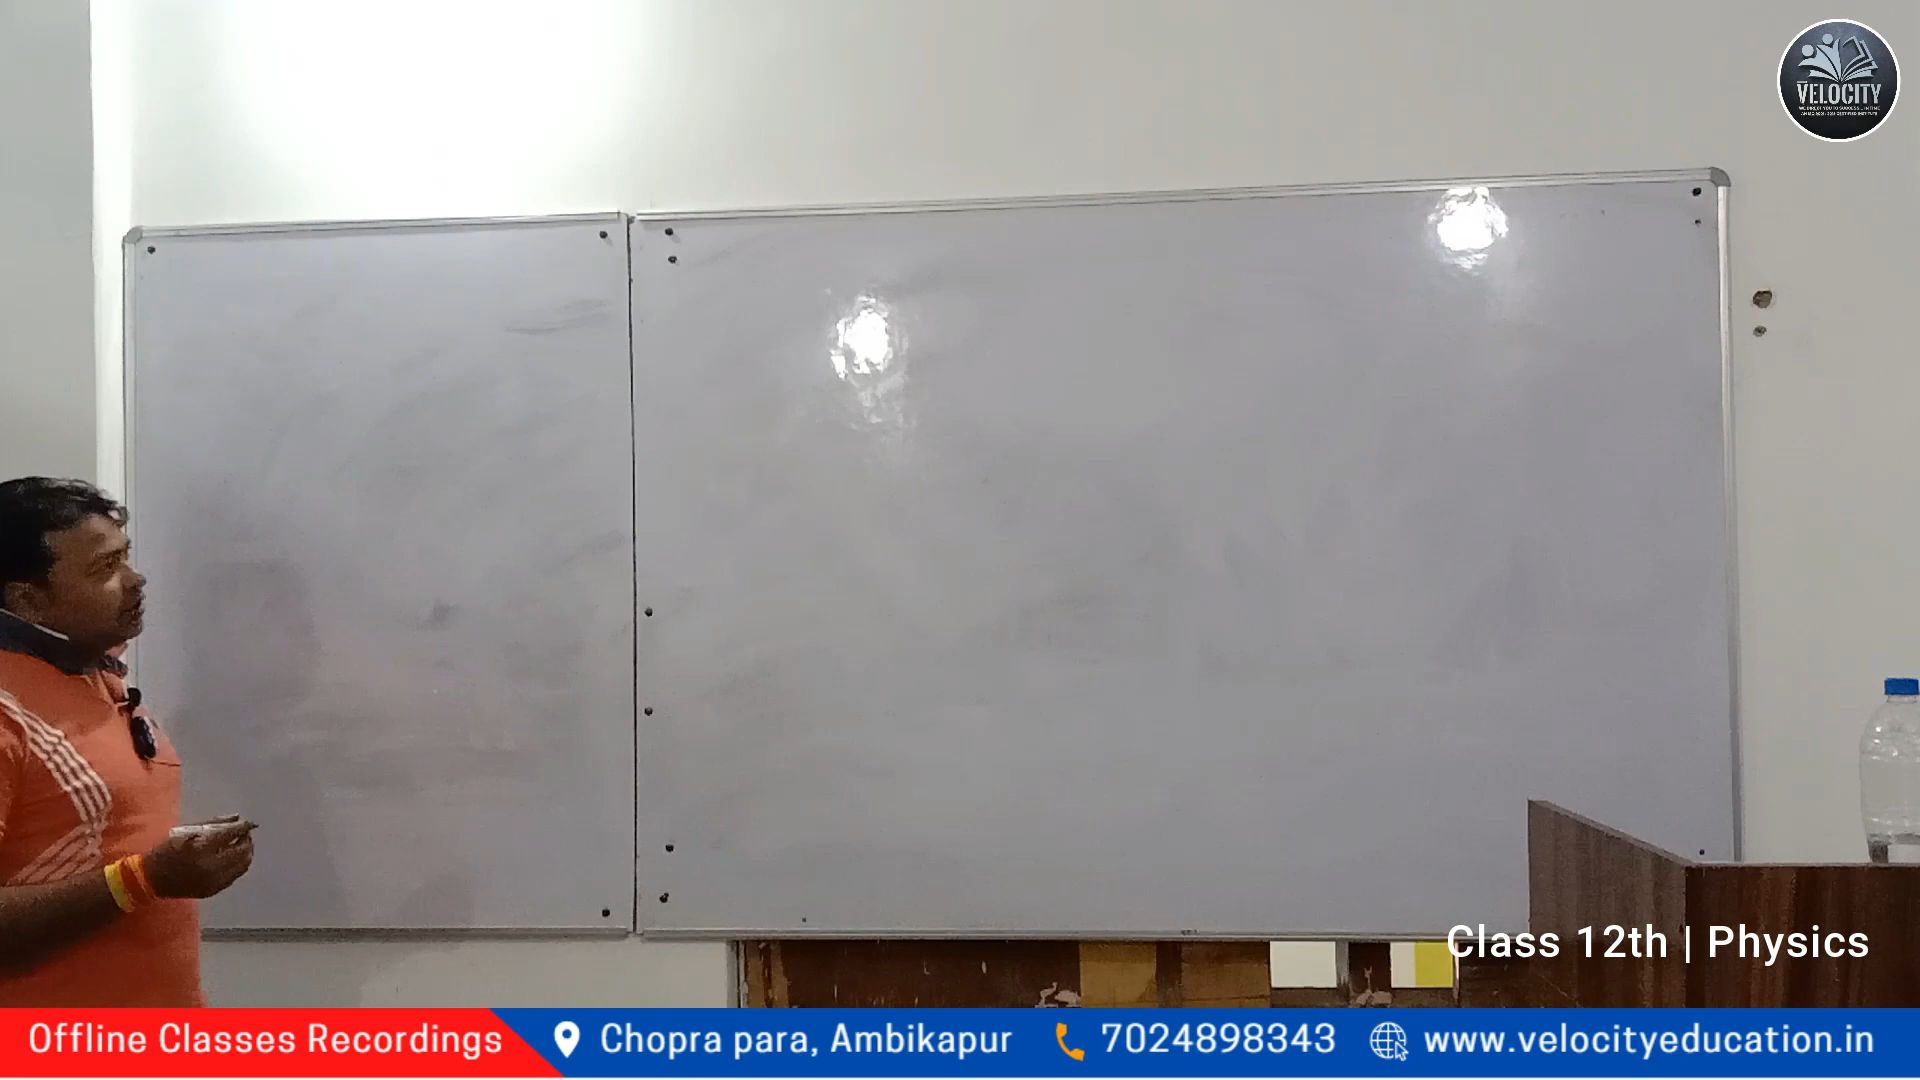 VELOCITY
Class 12th | Physics
Offline Classes Recordings
Chopra para, Ambikapur
7024898343
www.velocityeducation.in